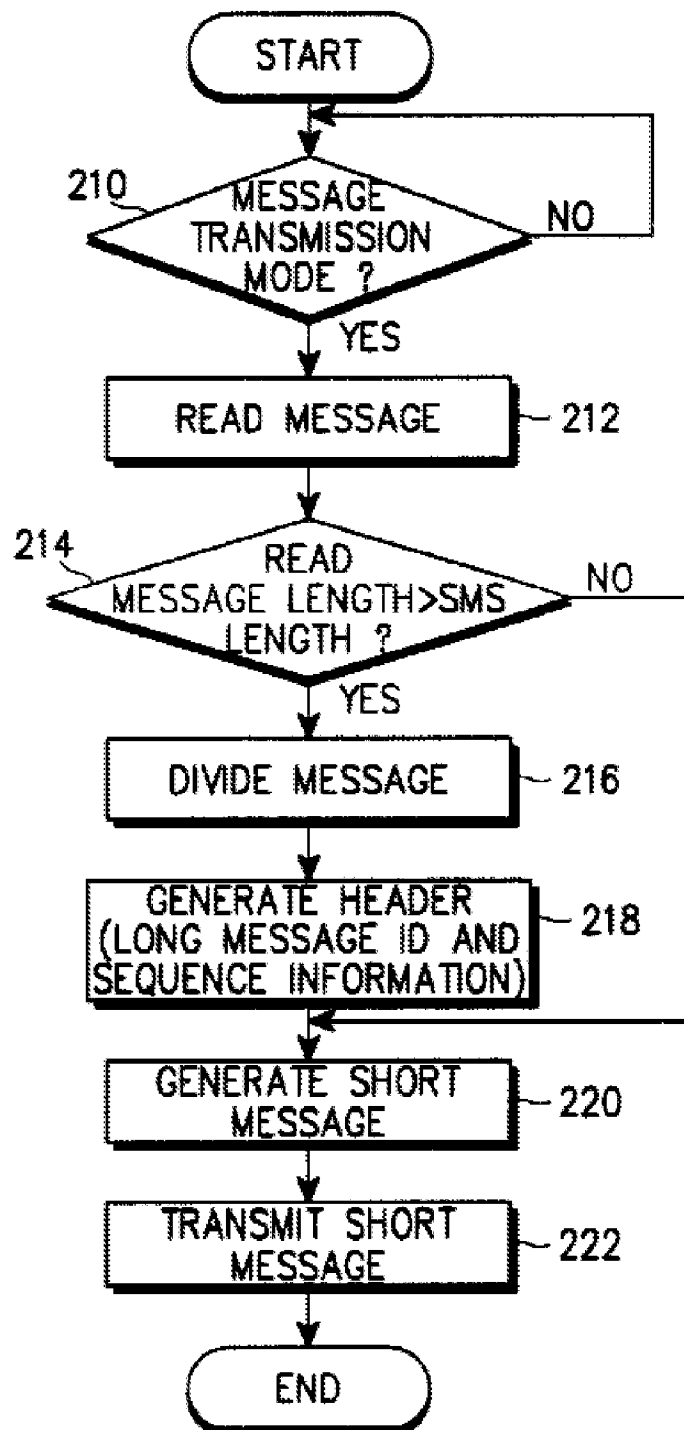 START
210
MESSAGE
TRANSMISSION
MODE ?
NO
YES
READ MESSAGE
212
214
READ
MESSAGE LENGTH>SMS
LENGTH ?
NO
YES
DIVIDE MESSAGE
216
GENERATE HEADER
(LONG MESSAGE ID AND
SEQUENCE INFORMATION)
218
GENERATE SHORT
MESSAGE
220
TRANSMIT SHORT
MESSAGE
222
END